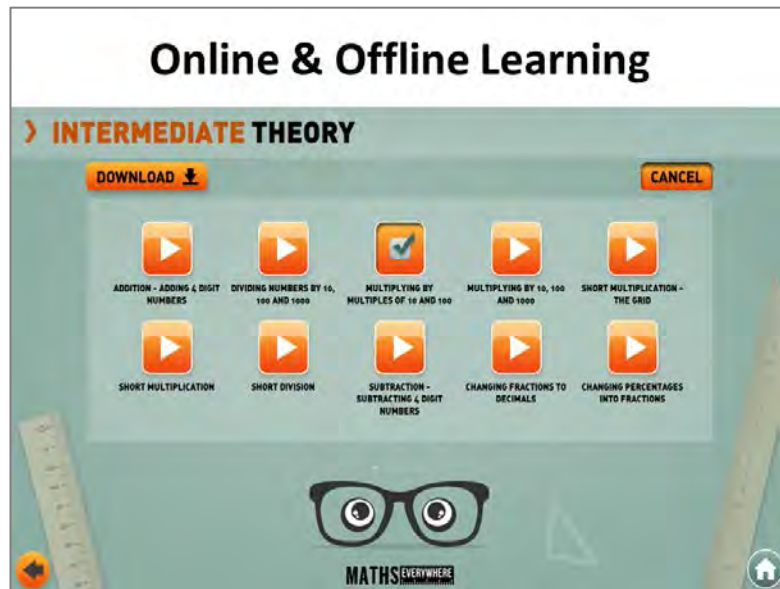 Online & Offline Learning
❯ INTERMEDIATE THEORY
DOWNLOAD
CANCEL
ADDITION - ADDING 4 DIGIT
NUMBERS
DIVIDING NUMBERS BY 10,
100 AND 1000
MULTIPLYING BY
MULTIPLES OF 10 AND 100
MULTIPLYING BY 10, 100
AND 1000
SHORT MULTIPLICATION -
THE GRID
SHORT MULTIPLICATION
SHORT DIVISION
SUBTRACTION -
SUBTRACTING 4 DIGIT
NUMBERS
CHANGING FRACTIONS TO
DECIMALS
CHANGING PERCENTAGES
INTO FRACTIONS
MATHS EVERYWHERE